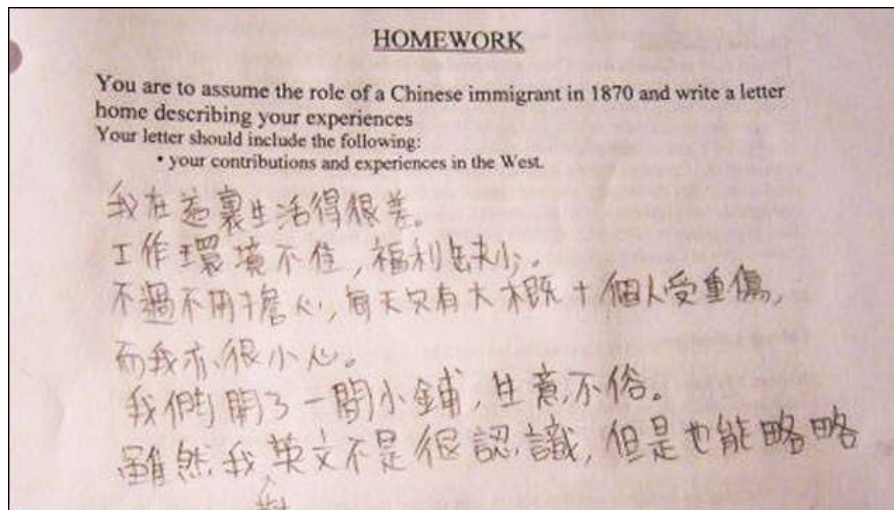 HOMEWORK
You are to assume the role of a Chinese immigrant in 1870 and write a letter
home describing your experiences
Your letter should include the following:
• your contributions and experiences in the West.
我在這裏生活得很差。
工作環境不佳，福利缺少。
不過不用擔心，每天只有大概十個人受重傷，
而我亦很小心。
我們開了一間小鋪，生意不俗。
雖然我英文不是很認識，但是也能略略
對